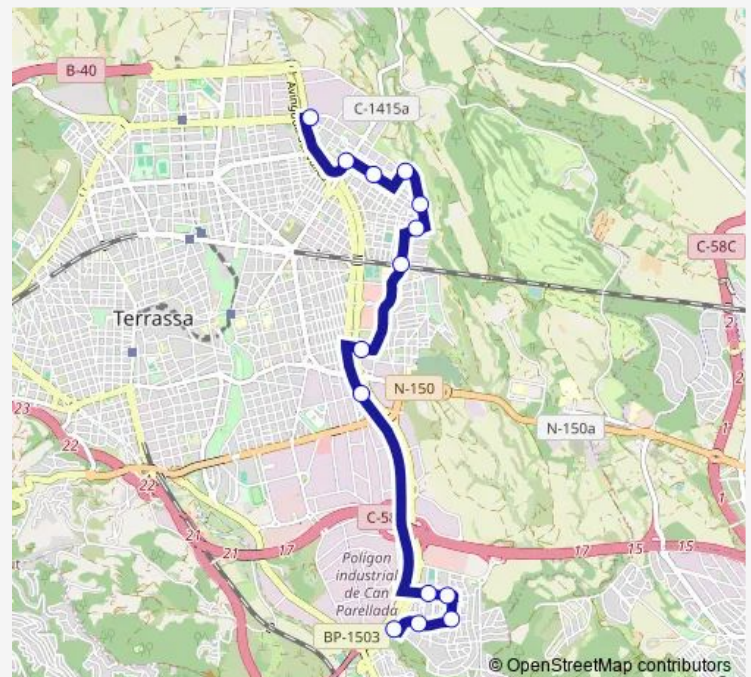 B-40
C-1415a
C-58C
Terrassa
N-150
N-150a
23
22
22
21
21
17
17
15
15
1
1
2
2
Polígon
industrial
de Can
Parellada
BP-1503
© OpenStreetMap contributors